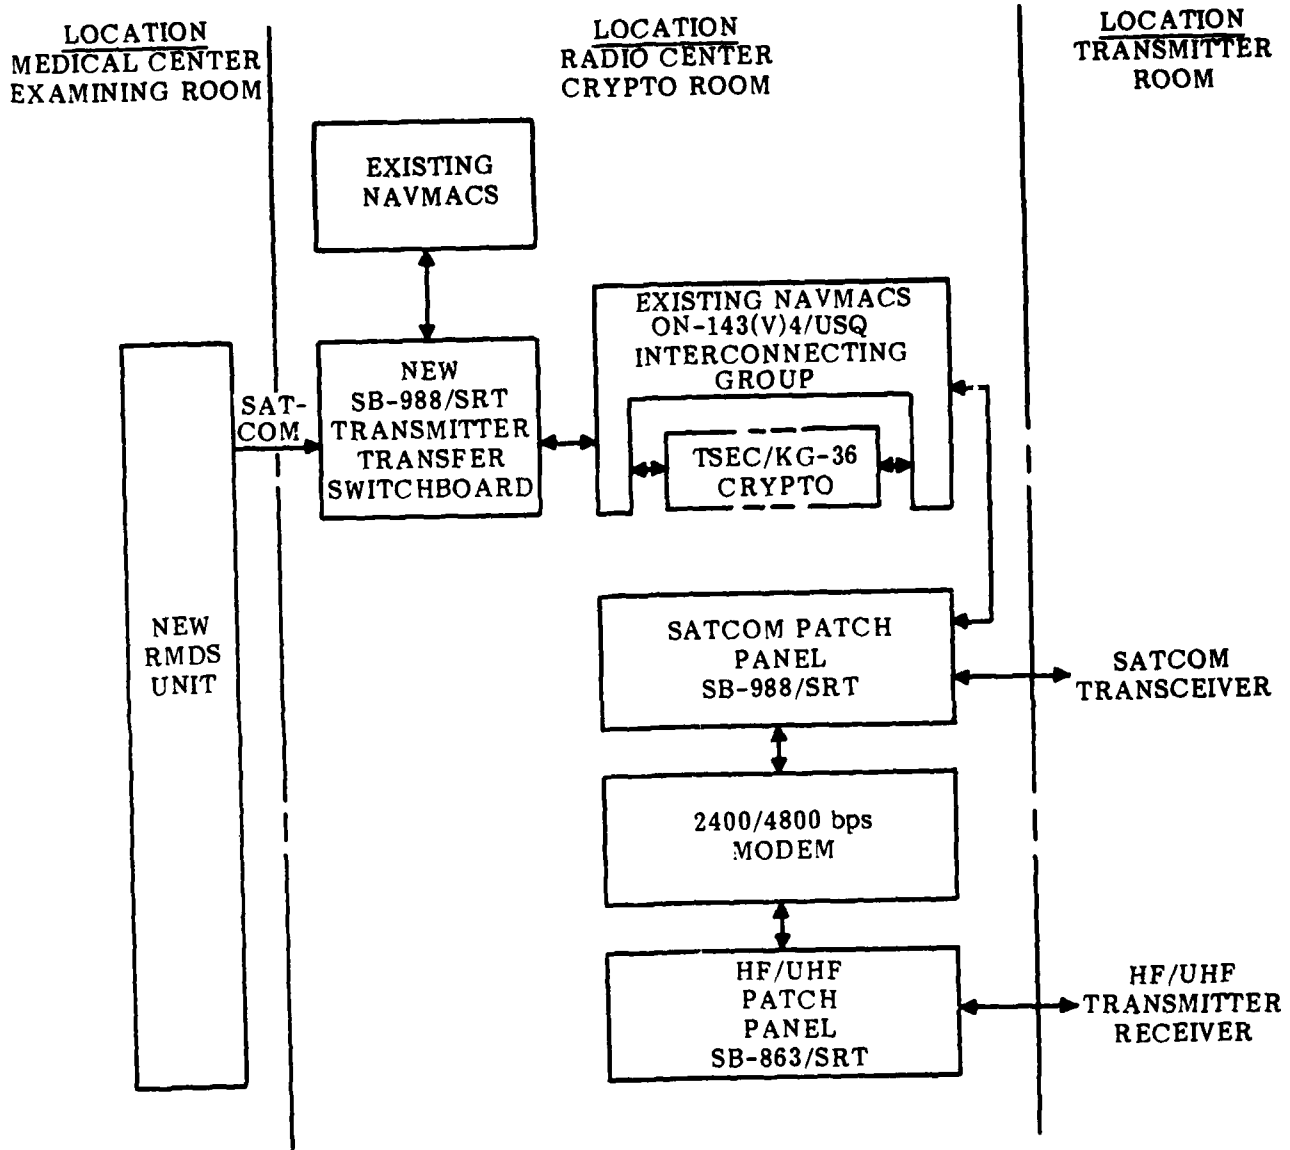 LOCATION
MEDICAL CENTER
EXAMINING ROOM
LOCATION
RADIO CENTER
CRYPTO ROOM
LOCATION
TRANSMITTER
ROOM
EXISTING
NAVMACS
EXISTING NAVMACS
ON-143(V)4/USQ
INTERCONNECTING
GROUP
NEW
SB-988/SRT
TRANSMITTER
TRANSFER
SWITCHBOARD
SAT-
COM
TSEC/KG-36
CRYPTO
NEW
RMDS
UNIT
SATCOM PATCH
PANEL
SB-988/SRT
SATCOM
TRANSCEIVER
2400/4800 bps
MODEM
HF/UHF
PATCH
PANEL
SB-863/SRT
HF/UHF
TRANSMITTER
RECEIVER